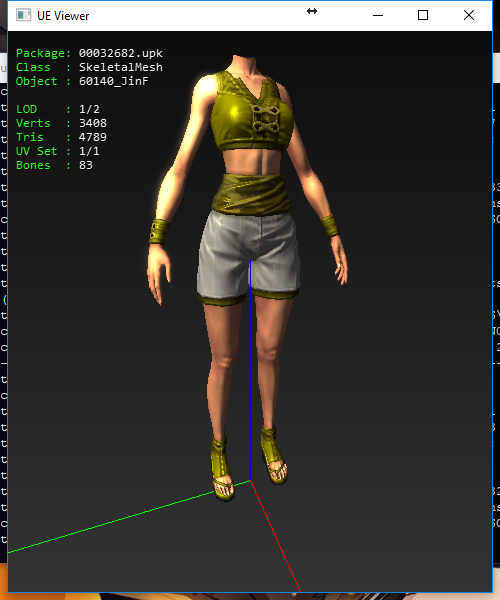 UE Viewer
Package: 00032682.upk
Class : SkeletalMesh
Object : 60140_JinF
LOD : 1/2
Verts : 3408
Tris : 4789
UV Set : 1/1
Bones : 83